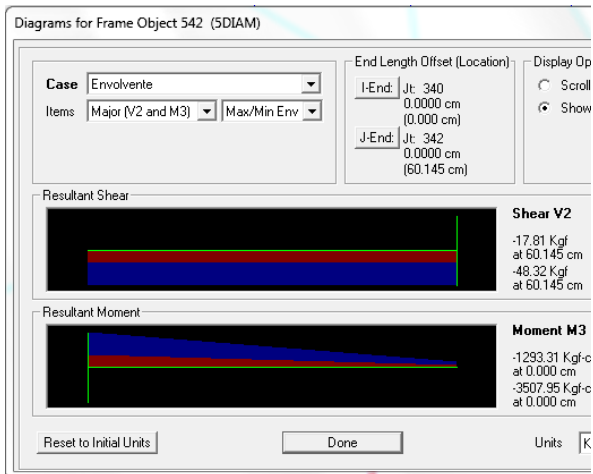 Diagrams for Frame Object 542 (5DIAM)
Case Envolvente
Items Major (V2 and M3) Max/Min Env
End Length Offset (Location)
I-End: Jt: 340
0.0000 cm
(0.000 cm)
J-End: Jt: 342
0.0000 cm
(60.145 cm)
Display Op
Scroll
Show
Resultant Shear
Shear V2
-17.81 Kgf
at 60.145 cm
-48.32 Kgf
at 60.145 cm
Resultant Moment
Moment M3
-1293.31 Kgf-c
at 0.000 cm
-3507.95 Kgf-c
at 0.000 cm
Reset to Initial Units
Done
Units K